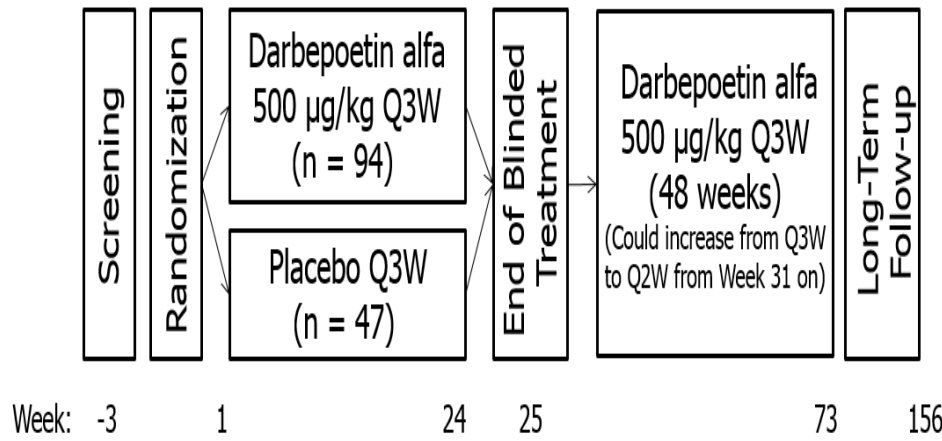 Screening
Randomization
Darbepoetin alfa
500 µg/kg Q3W
(n = 94)
Placebo Q3W
(n = 47)
End of Blinded
Treatment
Darbepoetin alfa
500 µg/kg Q3W
(48 weeks)
(Could increase from Q3W
to Q2W from Week 31 on)
Long-Term
Follow-up
Week: -3 1 24 25 73 156